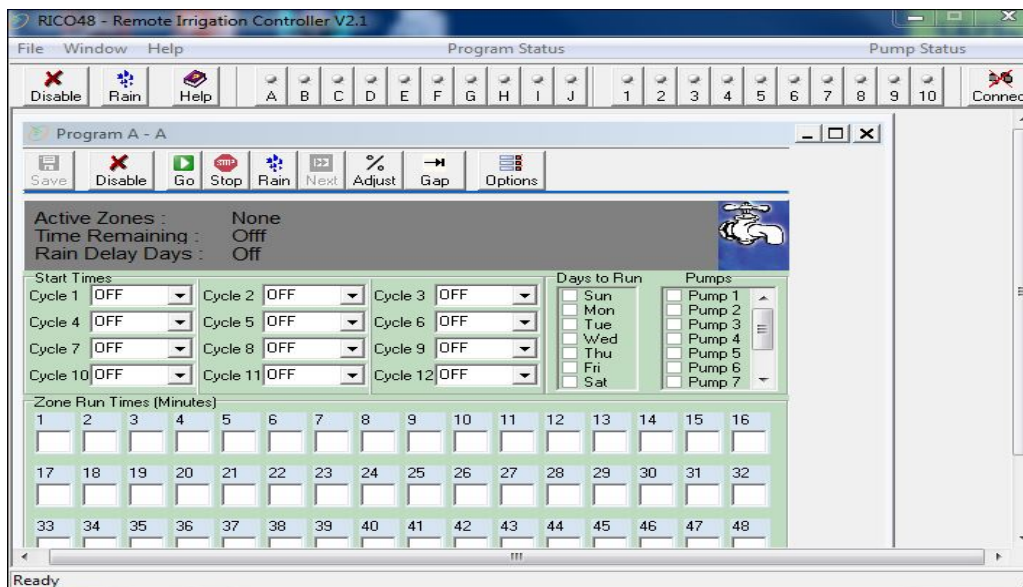 RICO48 - Remote Irrigation Controller V2.1
File Window Help Program Status Pump Status
Disable Rain Help A B C D E F G H I J 1 2 3 4 5 6 7 8 9 10 Connec
Program A - A
Save Disable Go Stop Rain Next Adjust Gap Options
Active Zones : None
Time Remaining : Offf
Rain Delay Days : Off
Start Times Days to Run Pumps
Cycle 1 OFF Cycle 2 OFF Cycle 3 OFF Sun Pump 1
Mon Pump 2
Cycle 4 OFF Cycle 5 OFF Cycle 6 OFF Tue Pump 3
Wed Pump 4
Cycle 7 OFF Cycle 8 OFF Cycle 9 OFF Thu Pump 5
Fri Pump 6
Cycle 10 OFF Cycle 11 OFF Cycle 12 OFF Sat Pump 7
Zone Run Times (Minutes)
1 2 3 4 5 6 7 8 9 10 11 12 13 14 15 16
17 18 19 20 21 22 23 24 25 26 27 28 29 30 31 32
33 34 35 36 37 38 39 40 41 42 43 44 45 46 47 48
Ready